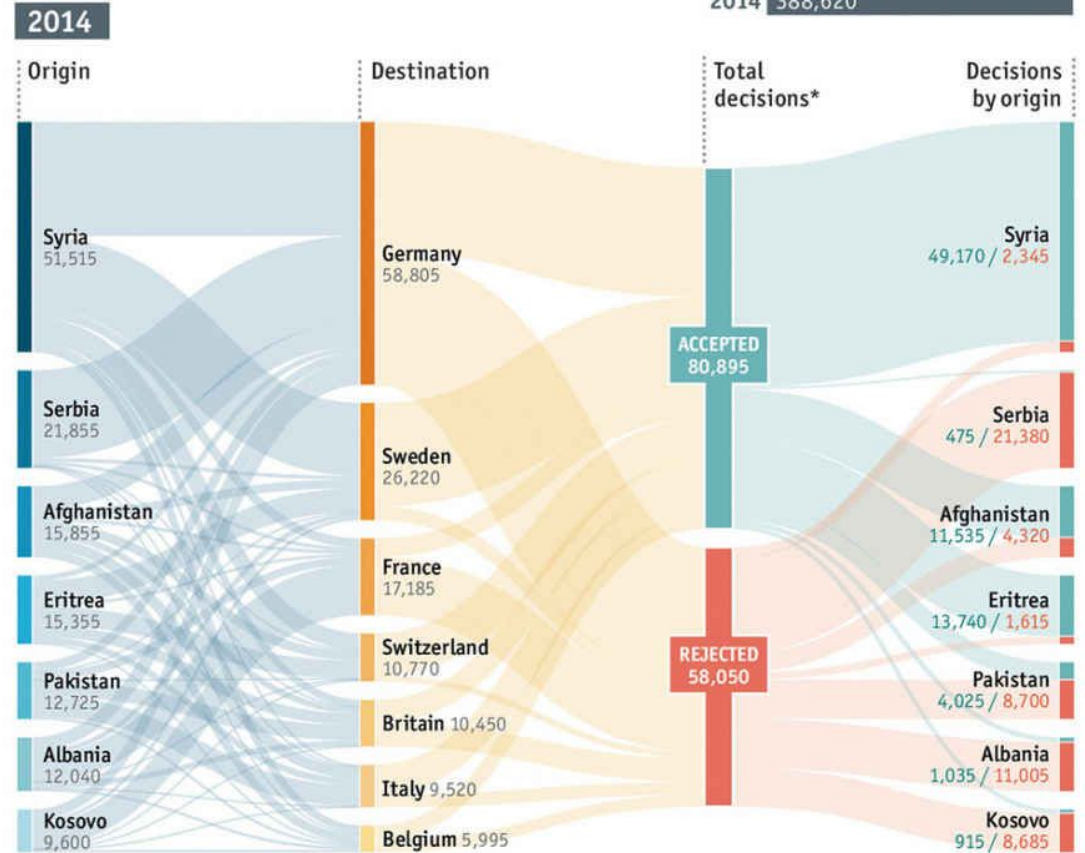 2014
2014 388,620
Origin
Destination
Total
decisions*
Decisions
by origin
Syria
51,515
Serbia
21,855
Afghanistan
15,855
Eritrea
15,355
Pakistan
12,725
Albania
12,040
Kosovo
9,600
Germany
58,805
Sweden
26,220
France
17,185
Switzerland
10,770
Britain 10,450
Italy 9,520
Belgium 5,995
ACCEPTED
80,895
REJECTED
58,050
Syria
49,170 / 2,345
Serbia
475 / 21,380
Afghanistan
11,535 / 4,320
Eritrea
13,740 / 1,615
Pakistan
4,025 / 8,700
Albania
1,035 / 11,005
Kosovo
915 / 8,685